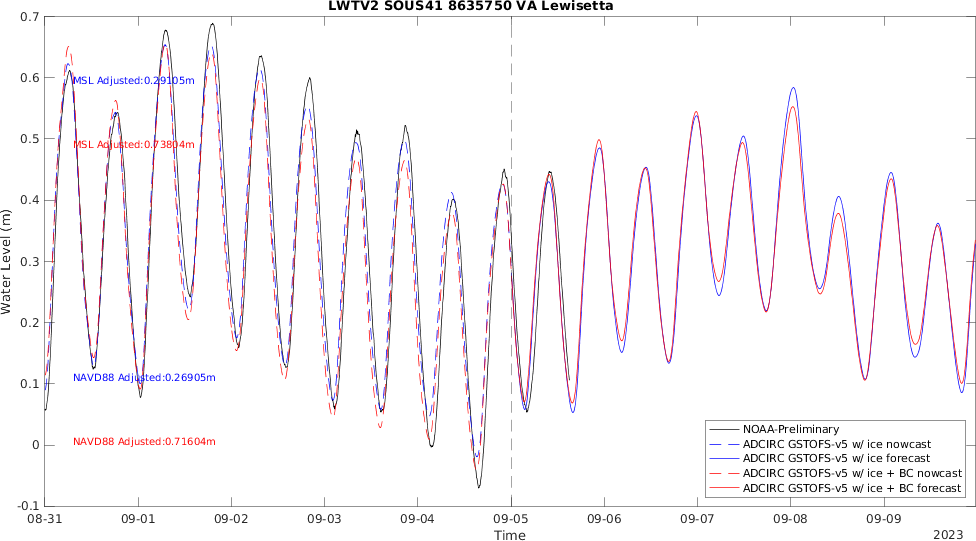 LWTV2 SOUS41 8635750 VA Lewisetta
0.7
0.6
0.5
0.4
0.3
0.2
0.1
0
-0.1
Water Level (m)
MSL Adjusted:0.29105m
MSL Adjusted:0.73804m
NAVD88 Adjusted:0.26905m
NAVD88 Adjusted:0.71604m
NOAA-Preliminary
ADCIRC GSTOFS-v5 w/ ice nowcast
ADCIRC GSTOFS-v5 w/ ice forecast
ADCIRC GSTOFS-v5 w/ ice + BC nowcast
ADCIRC GSTOFS-v5 w/ ice + BC forecast
08-31 09-01 09-02 09-03 09-04 09-05 09-06 09-07 09-08 09-09
Time
2023